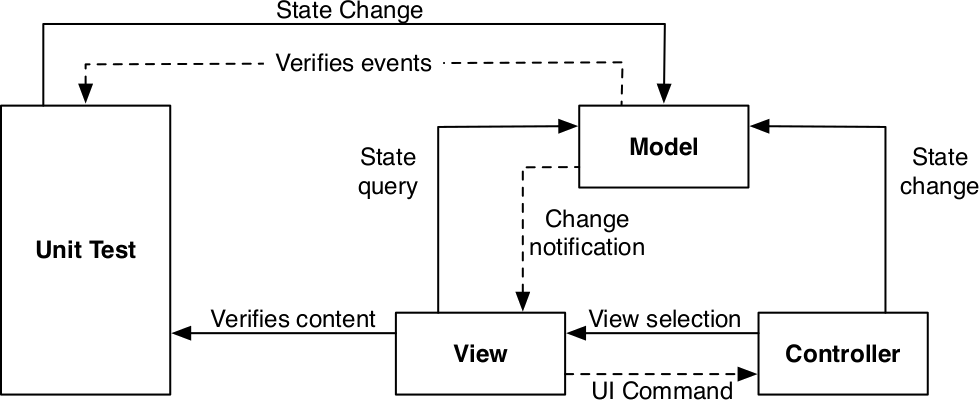 State Change
Verifies events
State
query
Model
State
change
Change
notification
Unit Test
Verifies content
View selection
View
Controller
UI Command